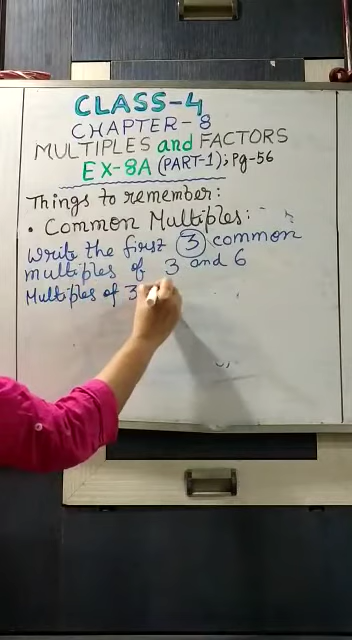 CLASS-4
CHAPTER-8
MULTIPLES and FACTORS
EX-8A (PART-1); Pg-56
Things to remember:
• Common Multiples:-
Write the first 3 common
multiples of 3 and 6
Multiples of 3